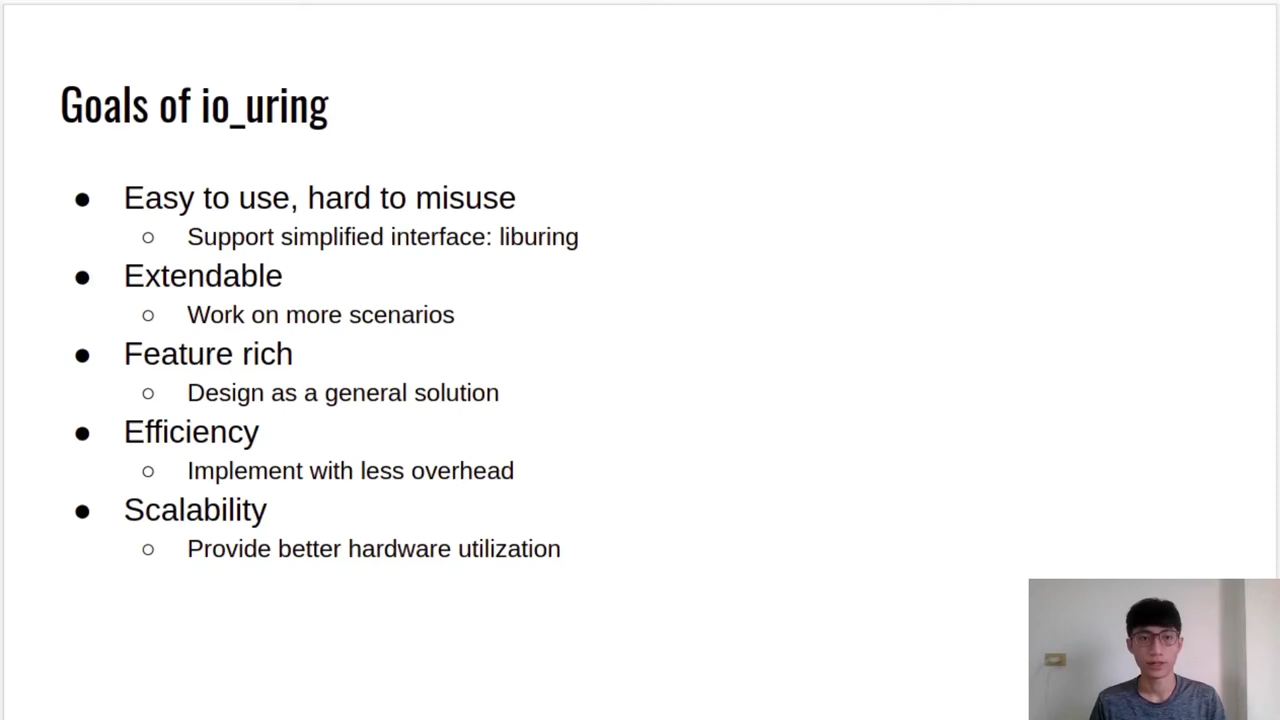 Goals of io_uring
● Easy to use, hard to misuse
○ Support simplified interface: liburing
● Extendable
○ Work on more scenarios
● Feature rich
○ Design as a general solution
● Efficiency
○ Implement with less overhead
● Scalability
○ Provide better hardware utilization